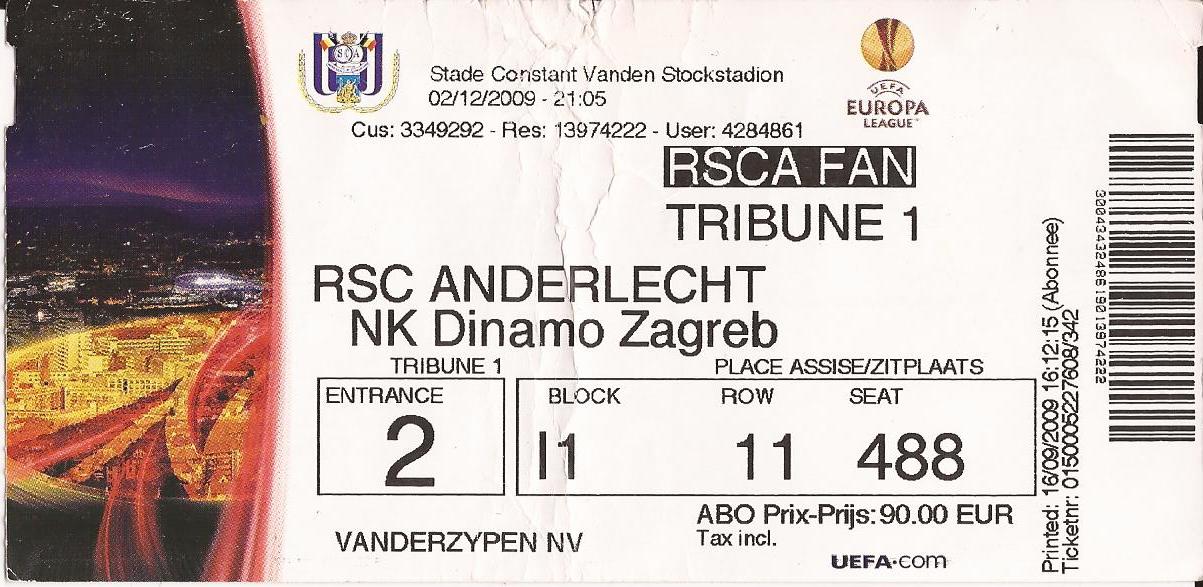 Stade Constant Vanden Stockstadion
02/12/2009 - 21:05
Cus: 3349292 - Res: 13974222 - User: 4284861
UEFA
EUROPA
LEAGUE
RSCA FAN
TRIBUNE 1
RSC ANDERLECHT
NK Dinamo Zagreb
TRIBUNE 1
PLACE ASSISE/ZITPLAATS
ENTRANCE
2
BLOCK ROW SEAT
I1 11 488
ABO Prix-Prijs: 90.00 EUR
Tax incl.
VANDERZYPEN NV
UEFA.com
Printed: 16/09/2009 16:12:15 (Abonnee)
Ticketnr: 0150005227608/342